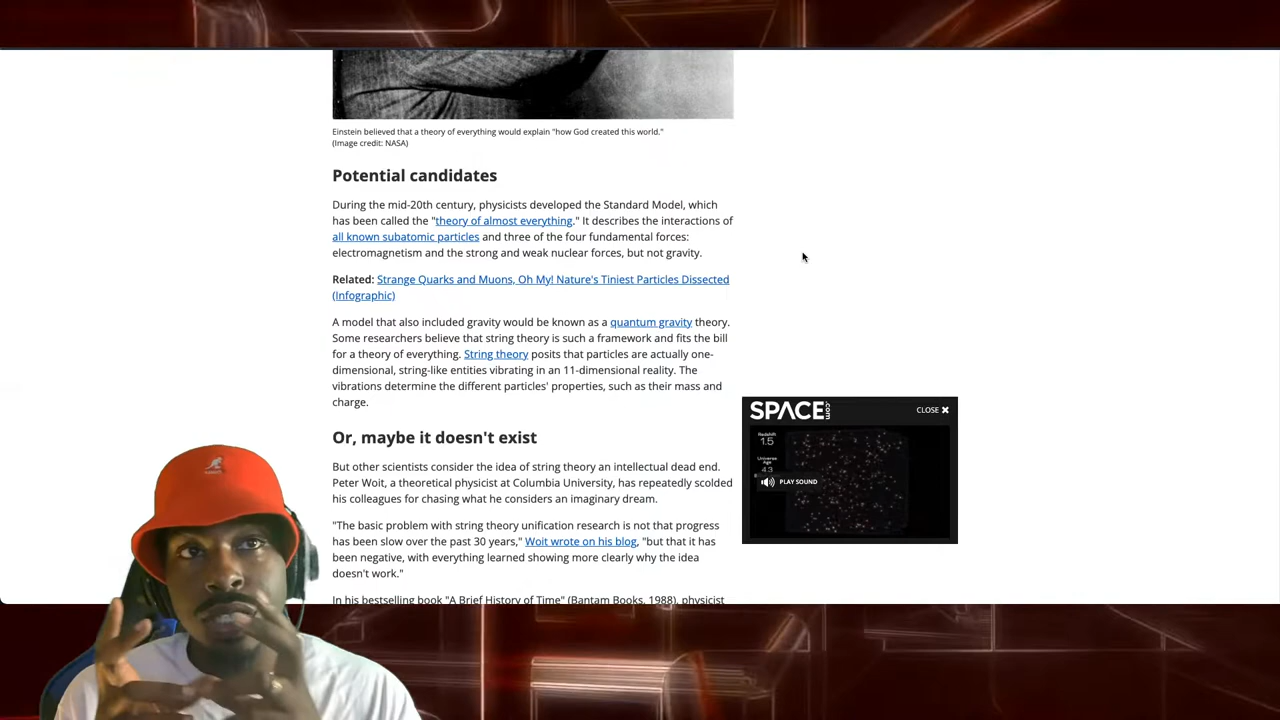 Einstein believed that a theory of everything would explain "how God created this world."
(Image credit: NASA)
Potential candidates
During the mid-20th century, physicists developed the Standard Model, which
has been called the "theory of almost everything." It describes the interactions of
all known subatomic particles and three of the four fundamental forces:
electromagnetism and the strong and weak nuclear forces, but not gravity.
Related: Strange Quarks and Muons, Oh My! Nature's Tiniest Particles Dissected
(Infographic)
A model that also included gravity would be known as a quantum gravity theory.
Some researchers believe that string theory is such a framework and fits the bill
for a theory of everything. String theory posits that particles are actually one-
dimensional, string-like entities vibrating in an 11-dimensional reality. The
vibrations determine the different particles' properties, such as their mass and
charge.
SPACE.com
CLOSE X
Redshift
1.5
Universe
Age
4.3
PLAY SOUND
Or, maybe it doesn't exist
But other scientists consider the idea of string theory an intellectual dead end.
Peter Woit, a theoretical physicist at Columbia University, has repeatedly scolded
his colleagues for chasing what he considers an imaginary dream.
"The basic problem with string theory unification research is not that progress
has been slow over the past 30 years," Woit wrote on his blog, "but that it has
been negative, with everything learned showing more clearly why the idea
doesn't work."
In his bestselling book "A Brief History of Time" (Bantam Books, 1988), physicist